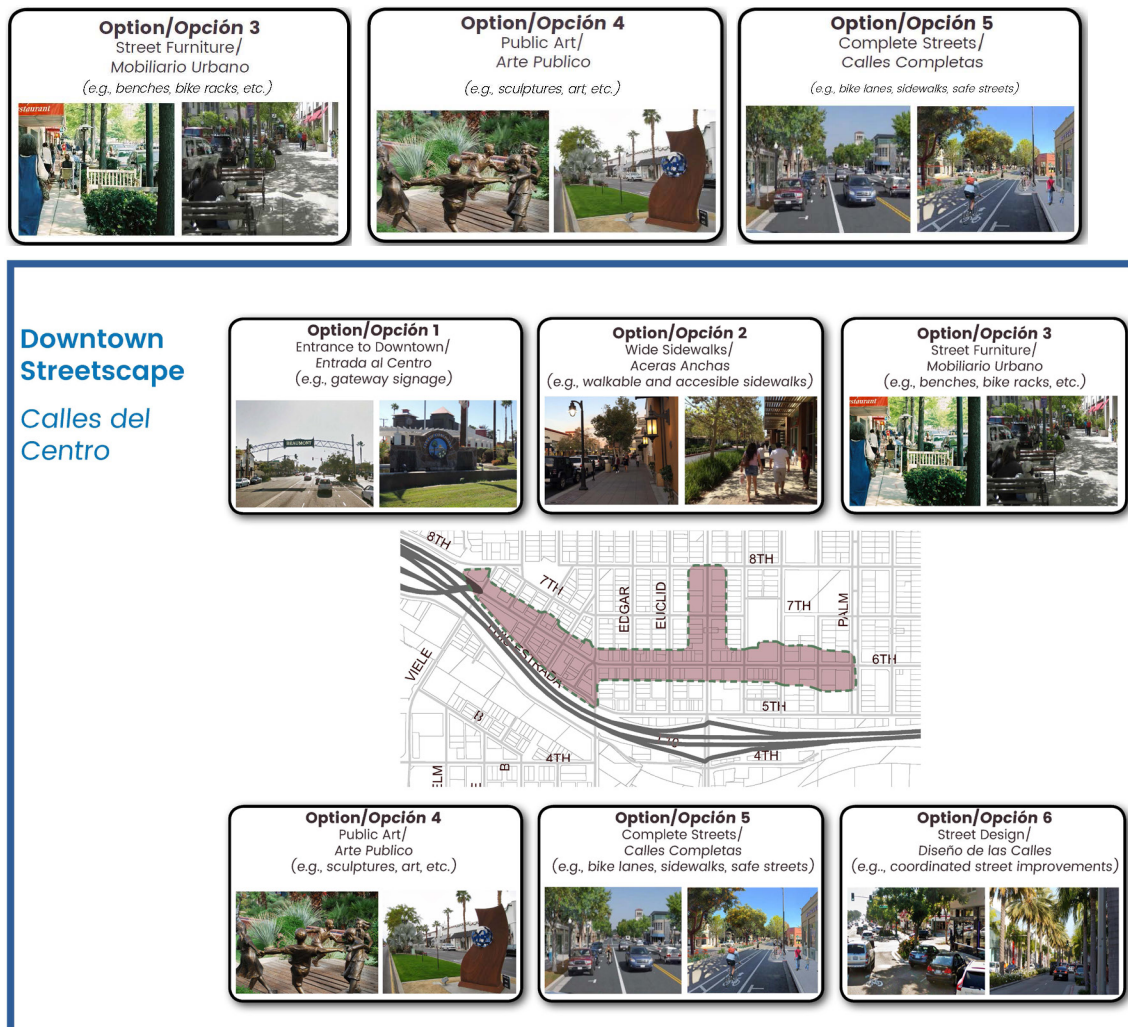 Option/Opción 3
Street Furniture/
Mobiliario Urbano
(e.g., benches, bike racks, etc.)
Option/Opción 4
Public Art/
Arte Publico
(e.g., sculptures, art, etc.)
Option/Opción 5
Complete Streets/
Calles Completas
(e.g., bike lanes, sidewalks, safe streets)
Downtown
Streetscape
Calles del
Centro
Option/Opción 1
Entrance to Downtown/
Entrada al Centro
(e.g., gateway signage)
BEAUMONT
Option/Opción 2
Wide Sidewalks/
Aceras Anchas
(e.g., walkable and accesible sidewalks)
Option/Opción 3
Street Furniture/
Mobiliario Urbano
(e.g., benches, bike racks, etc.)
8TH
7TH
EDGAR
EUCLID
8TH
7TH
PALM
6TH
5TH
VIELE
ESTRADA
B
B
4TH
4TH
ELM
Option/Opción 4
Public Art/
Arte Publico
(e.g., sculptures, art, etc.)
Option/Opción 5
Complete Streets/
Calles Completas
(e.g., bike lanes, sidewalks, safe streets)
Option/Opción 6
Street Design/
Diseño de las Calles
(e.g.., coordinated street improvements)